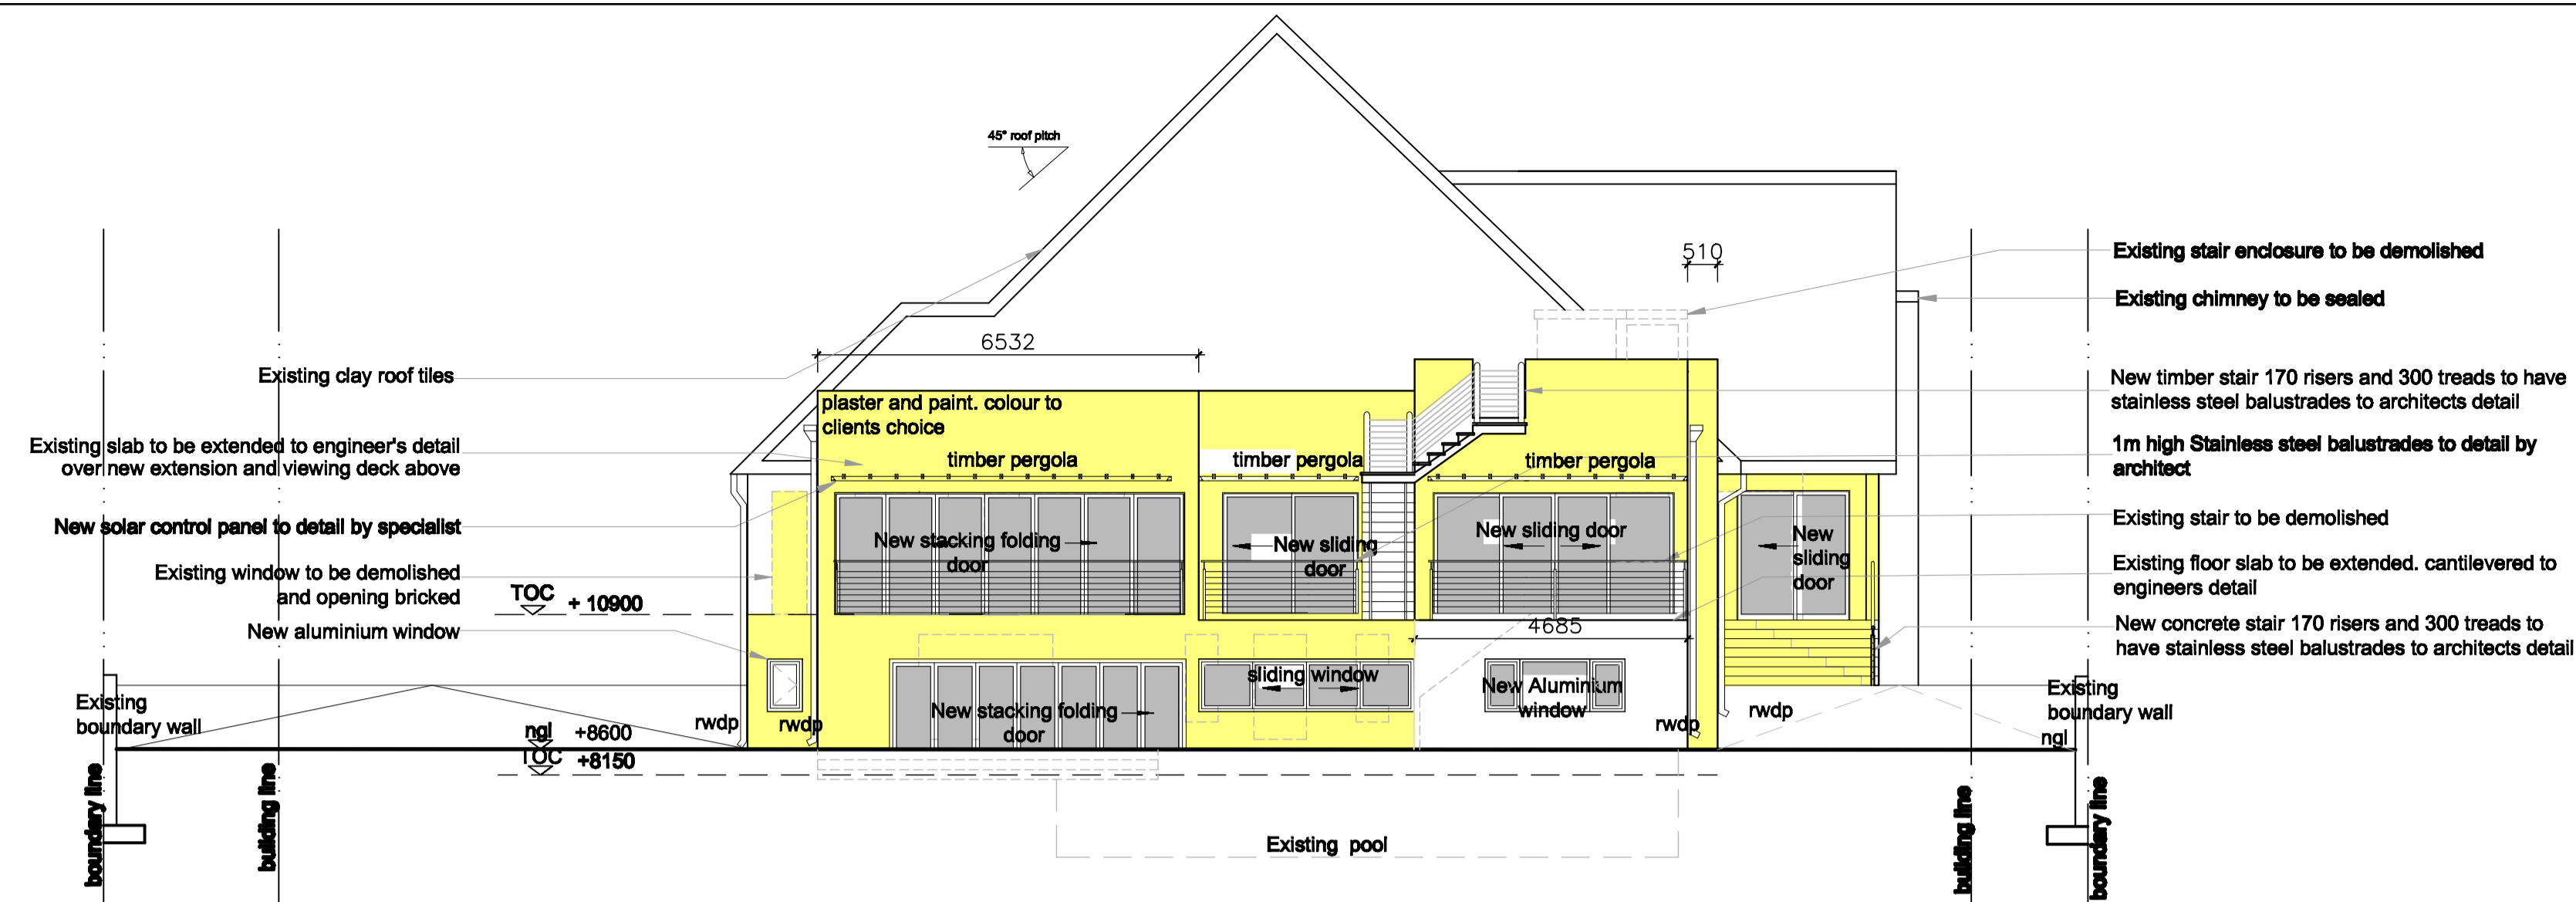 45° roof pitch
510
Existing stair enclosure to be demolished
Existing chimney to be sealed
6532
Existing clay roof tiles
New timber stair 170 risers and 300 treads to have
stainless steel balustrades to architects detail
plaster and paint. colour to
clients choice
Existing slab to be extended to engineer's detail
over new extension and viewing deck above
1m high Stainless steel balustrades to detail by
architect
timber pergola
timber pergola
timber pergola
New solar control panel to detail by specialist
Existing stair to be demolished
New stacking folding
door
New sliding
door
New sliding door
New
sliding
door
Existing window to be demolished
and opening bricked
Existing floor slab to be extended. cantilevered to
engineers detail
TOC
+ 10900
New aluminium window
4685
New concrete stair 170 risers and 300 treads to
have stainless steel balustrades to architects detail
sliding window
New Aluminium
window
Existing
boundary wall
Existing
boundary wall
New stacking folding
door
rwdp
rwdp
rwdp
rwdp
ngl
+8600
ngl
TOC
+8150
boundary line
building line
Existing pool
building line
boundary line